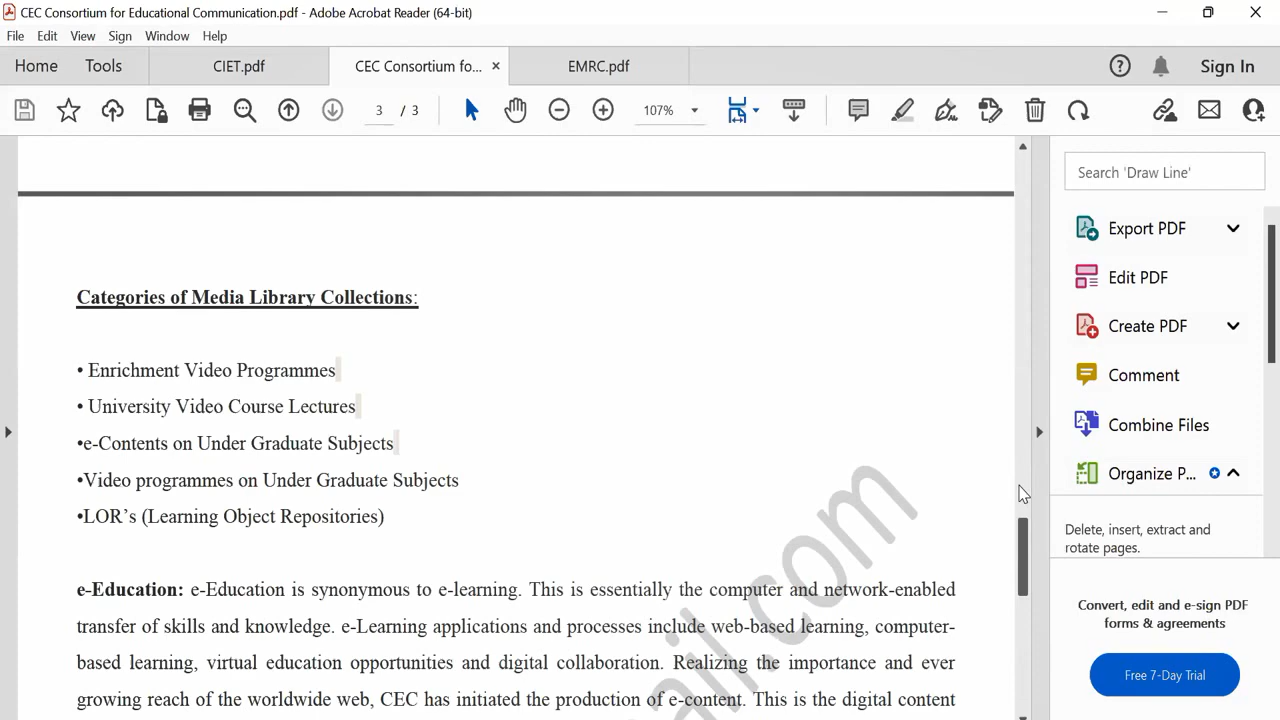 CEC Consortium for Educational Communication.pdf - Adobe Acrobat Reader (64-bit)
File Edit View Sign Window Help
Home Tools CIET.pdf CEC Consortium fo... × EMRC.pdf Sign In
3 / 3 107%
Search 'Draw Line'
Export PDF
Edit PDF
Create PDF
Comment
Combine Files
Organize P...
Delete, insert, extract and
rotate pages.
Convert, edit and e-sign PDF
forms & agreements
Free 7-Day Trial
Categories of Media Library Collections:
• Enrichment Video Programmes
• University Video Course Lectures
•e-Contents on Under Graduate Subjects
•Video programmes on Under Graduate Subjects
•LOR’s (Learning Object Repositories)
e-Education: e-Education is synonymous to e-learning. This is essentially the computer and network-enabled
transfer of skills and knowledge. e-Learning applications and processes include web-based learning, computer-
based learning, virtual education opportunities and digital collaboration. Realizing the importance and ever
growing reach of the worldwide web, CEC has initiated the production of e-content. This is the digital content
ail.com